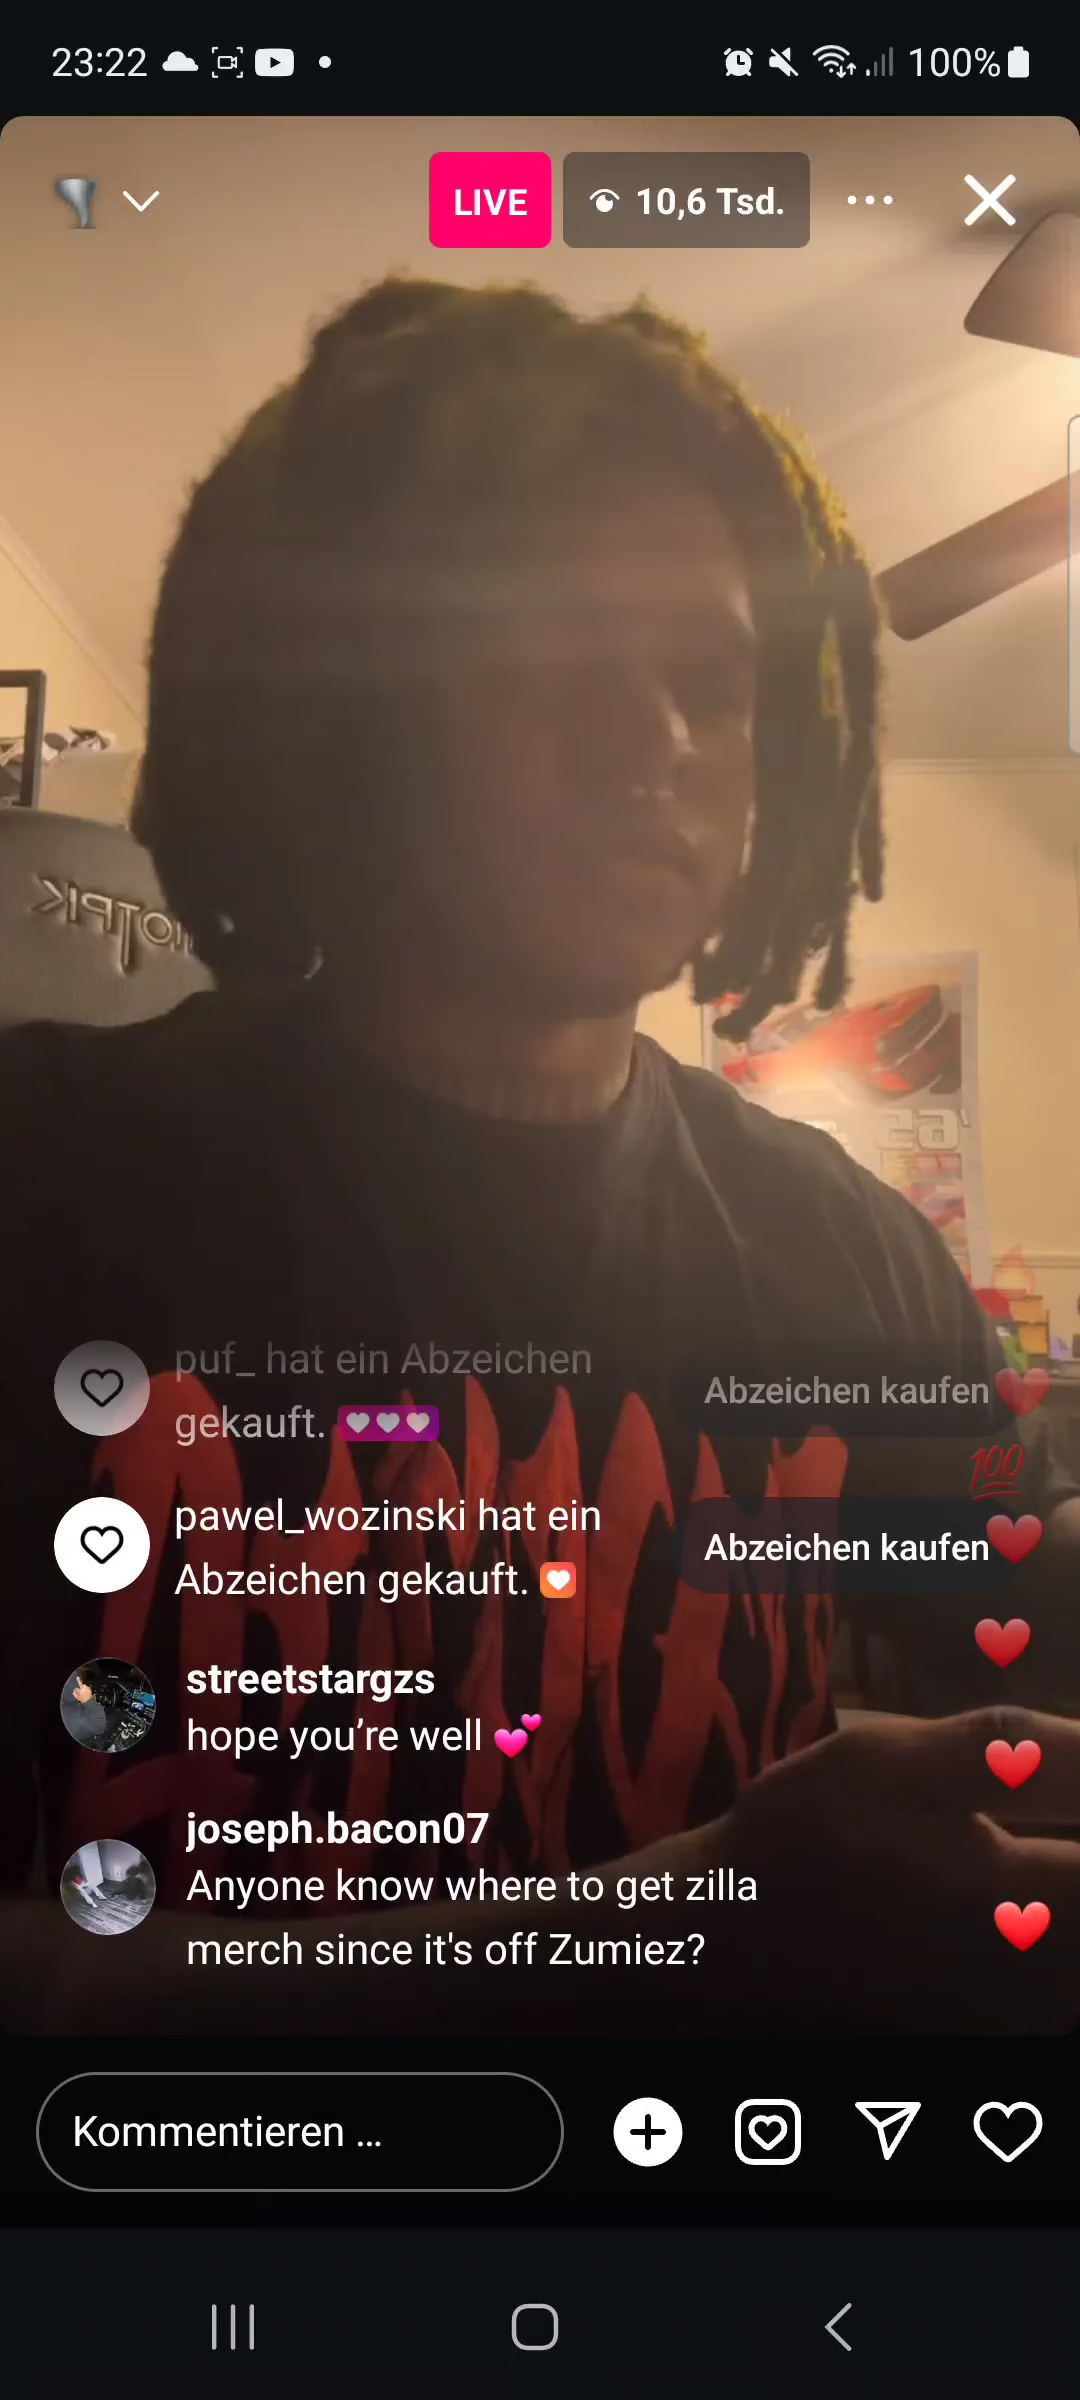 23:22
100%
LIVE
10,6 Tsd.
puf_ hat ein Abzeichen
gekauft.
Abzeichen kaufen
100
pawel_wozinski hat ein
Abzeichen gekauft.
Abzeichen kaufen
streetstargzs
hope you’re well
joseph.bacon07
Anyone know where to get zilla
merch since it's off Zumiez?
Kommentieren ...